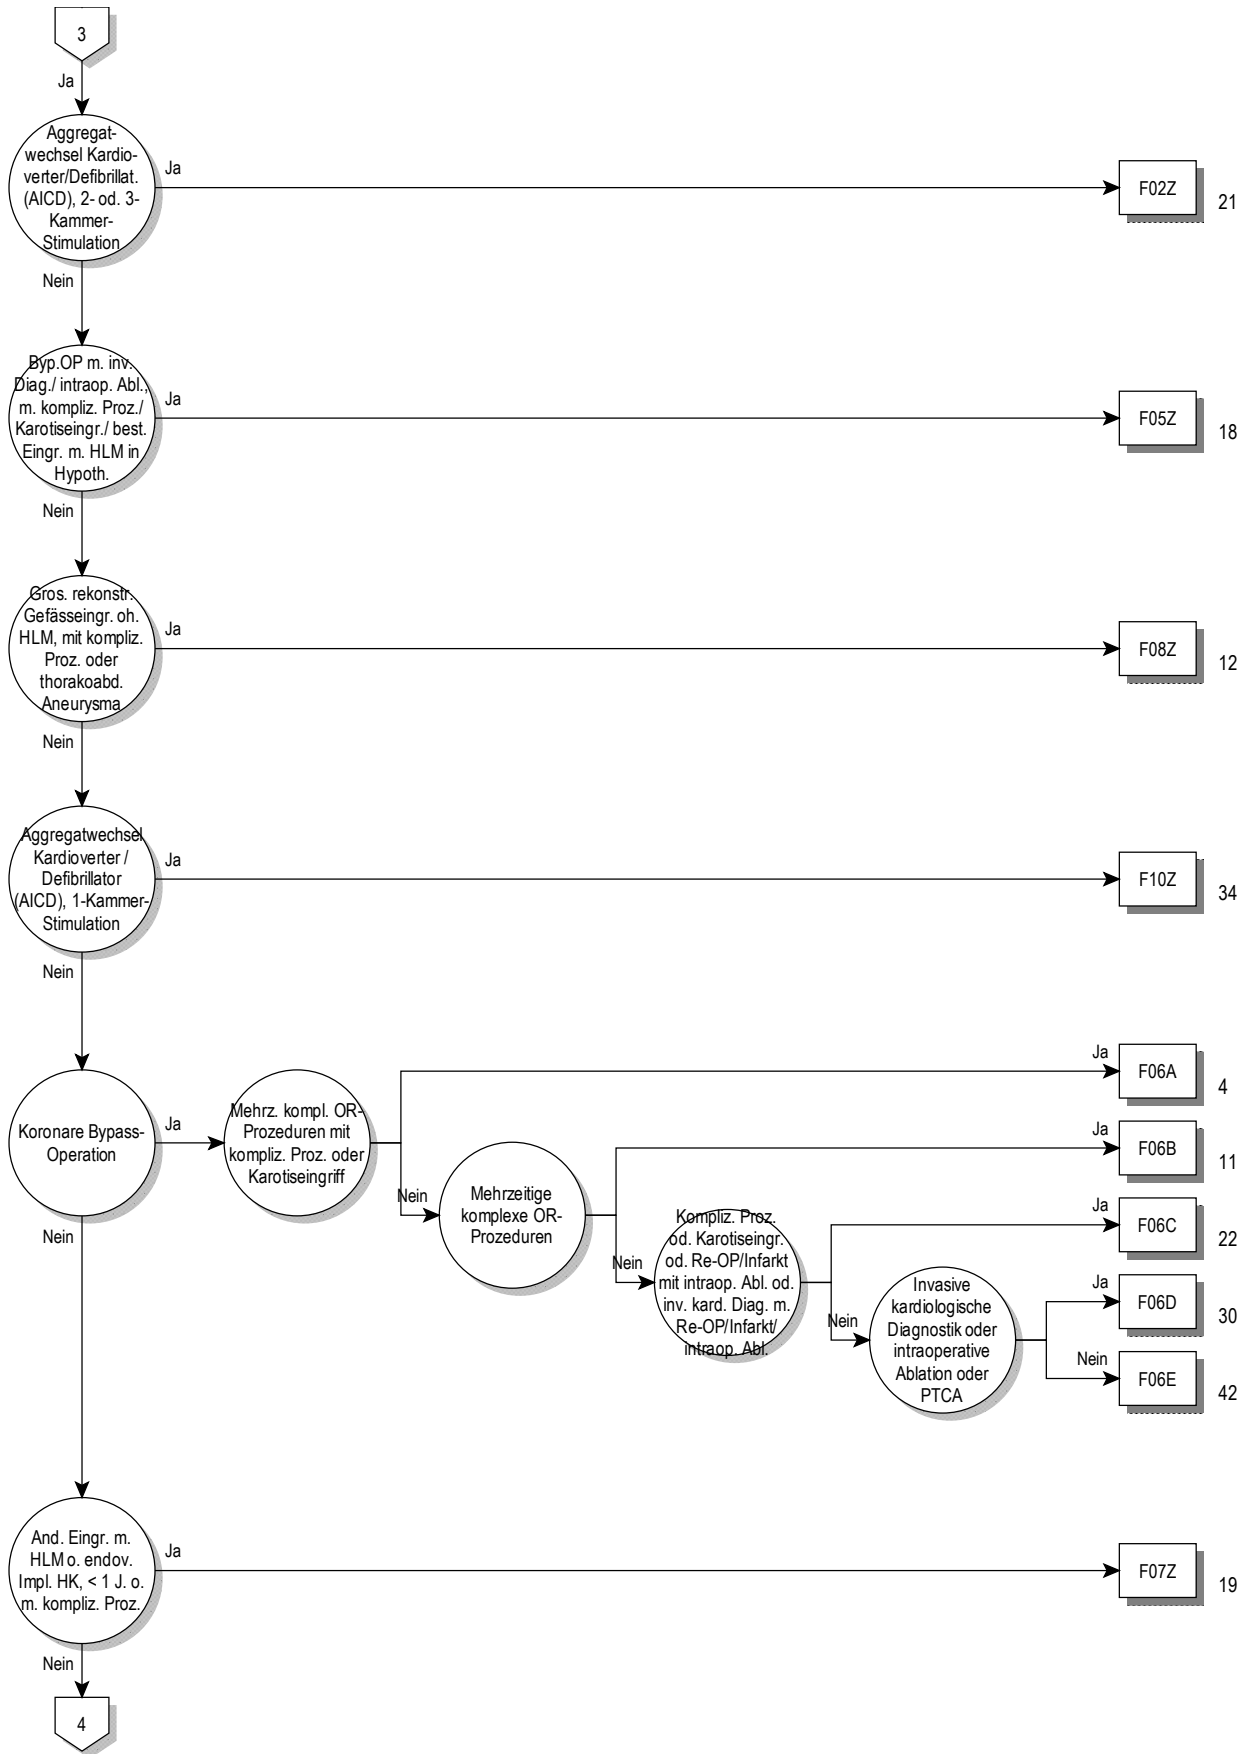 3
Ja
Aggregat-
wechsel Kardio-
verter/Defibrillat.
(AICD), 2- od. 3-
Kammer-
Stimulation
Ja
F02Z
21
Nein
Byp.OP m. inv.
Diag./ intraop. Abl.,
m. kompliz. Proz./
Karotiseingr./ best.
Eingr. m. HLM in
Hypoth.
Ja
F05Z
18
Nein
Gros. rekonstr.
Gefässeingr. oh.
HLM, mit kompliz.
Proz. oder
thorakoabd.
Aneurysma
Ja
F08Z
12
Nein
Aggregatwechsel
Kardioverter /
Defibrillator
(AICD), 1-Kammer-
Stimulation
Ja
F10Z
34
Nein
Koronare Bypass-
Operation
Ja
Mehrz. kompl. OR-
Prozeduren mit
kompliz. Proz. oder
Karotiseingriff
Ja
F06A
4
Nein
Mehrzeitige
komplexe OR-
Prozeduren
Ja
F06B
11
Nein
Kompliz. Proz.
od. Karotiseingr.
od. Re-OP/Infarkt
mit intraop. Abl. od.
inv. kard. Diag. m.
Re-OP/Infarkt/
intraop. Abl.
Ja
F06C
22
Nein
Invasive
kardiologische
Diagnostik oder
intraoperative
Ablation oder
PTCA
Ja
F06D
30
Nein
F06E
42
Nein
And. Eingr. m.
HLM o. endov.
Impl. HK, < 1 J. o.
m. kompliz. Proz.
Ja
F07Z
19
Nein
4